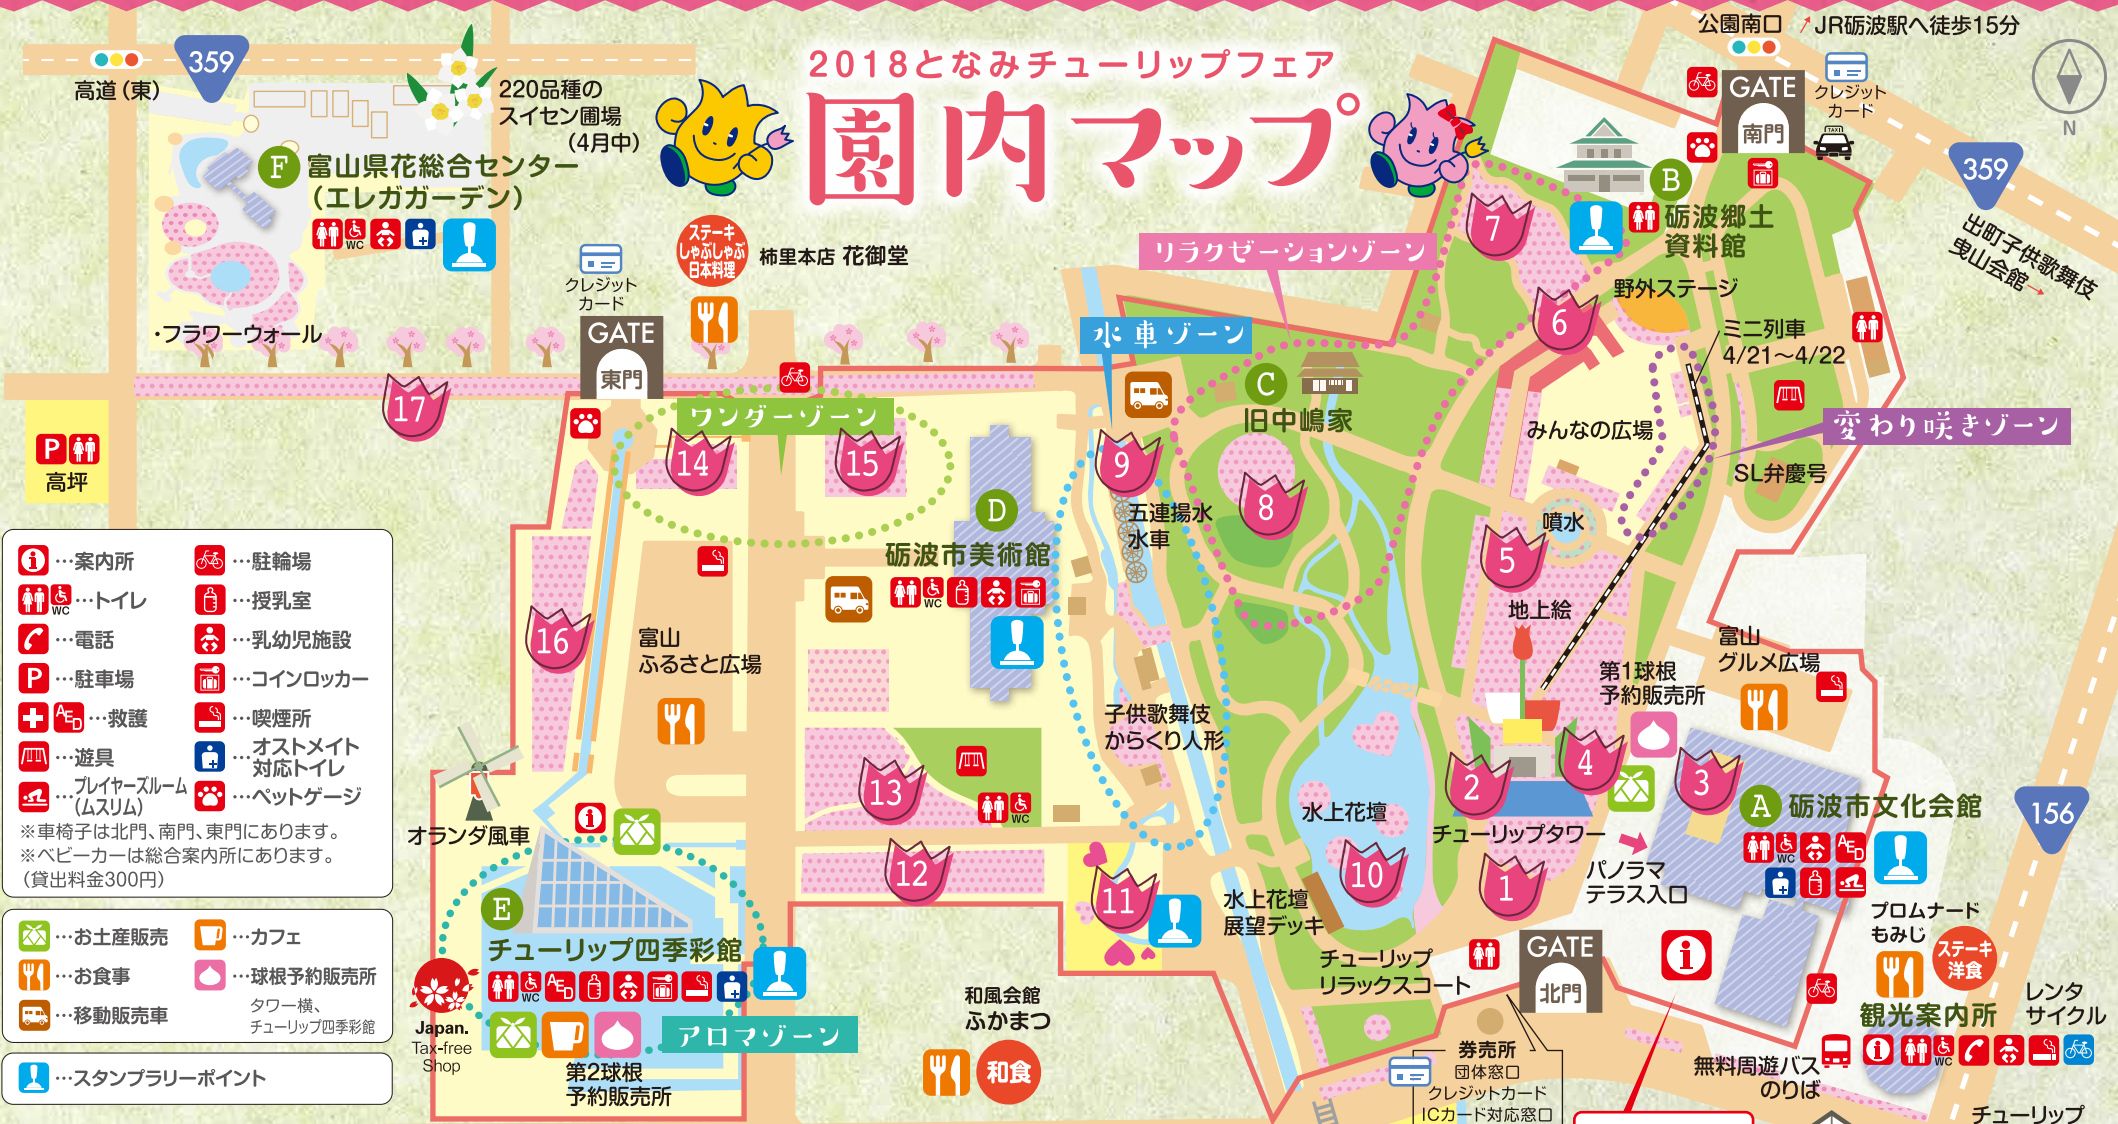 2018となみチューリップフェア
園内マップ
高道（東）
359
220品種の
スイセン圃場
（4月中）
F
富山県花総合センター
（エレガガーデン）
WC
・フラワーウォール
クレジット
カード
GATE
東門
ステーキ
しゃぶしゃぶ
日本料理
柿里本店 花御堂
公園南口
↗JR砺波駅へ徒歩15分
GATE
南門
クレジット
カード
TAXI
N
359
出町子供歌舞伎
曳山会館→
B
砺波郷土
資料館
7
リラクゼーションゾーン
野外ステージ
6
ミニ列車
4/21～4/22
水車ゾーン
C
旧中嶋家
みんなの広場
変わり咲きゾーン
SL弁慶号
17
P
高坪
ワンダーゾーン
14
15
9
8
五連揚水
水車
噴水
5
地上絵
D
砺波市美術館
WC
16
富山
ふるさと広場
富山
グルメ広場
第1球根
予約販売所
子供歌舞伎
からくり人形
13
WC
2
4
3
A
砺波市文化会館
WC
AED
156
オランダ風車
水上花壇
チューリップタワー
パノラマ
テラス入口
12
11
10
1
水上花壇
展望デッキ
E
チューリップ四季彩館
WC
AED
Japan.
Tax-free
Shop
アロマゾーン
第2球根
予約販売所
和風会館
ふかまつ
和食
チューリップ
リラックスコート
GATE
北門
プロムナード
もみじ
ステーキ
洋食
観光案内所
WC
レンタ
サイクル
無料周遊バス
のりば
券売所
団体窓口
クレジットカード
ICカード対応窓口
チューリップ
…案内所
…駐輪場
WC
…トイレ
…授乳室
…電話
…乳幼児施設
P
…駐車場
…コインロッカー
AED
…救護
…喫煙所
…遊具
…オストメイト
対応トイレ
…プレイヤーズルーム
（ムスリム）
…ペットゲージ
※車椅子は北門、南門、東門にあります。
※ベビーカーは総合案内所にあります。
（貸出料金300円）
…お土産販売
…カフェ
…お食事
…球根予約販売所
タワー横、
チューリップ四季彩館
…移動販売車
…スタンプラリーポイント